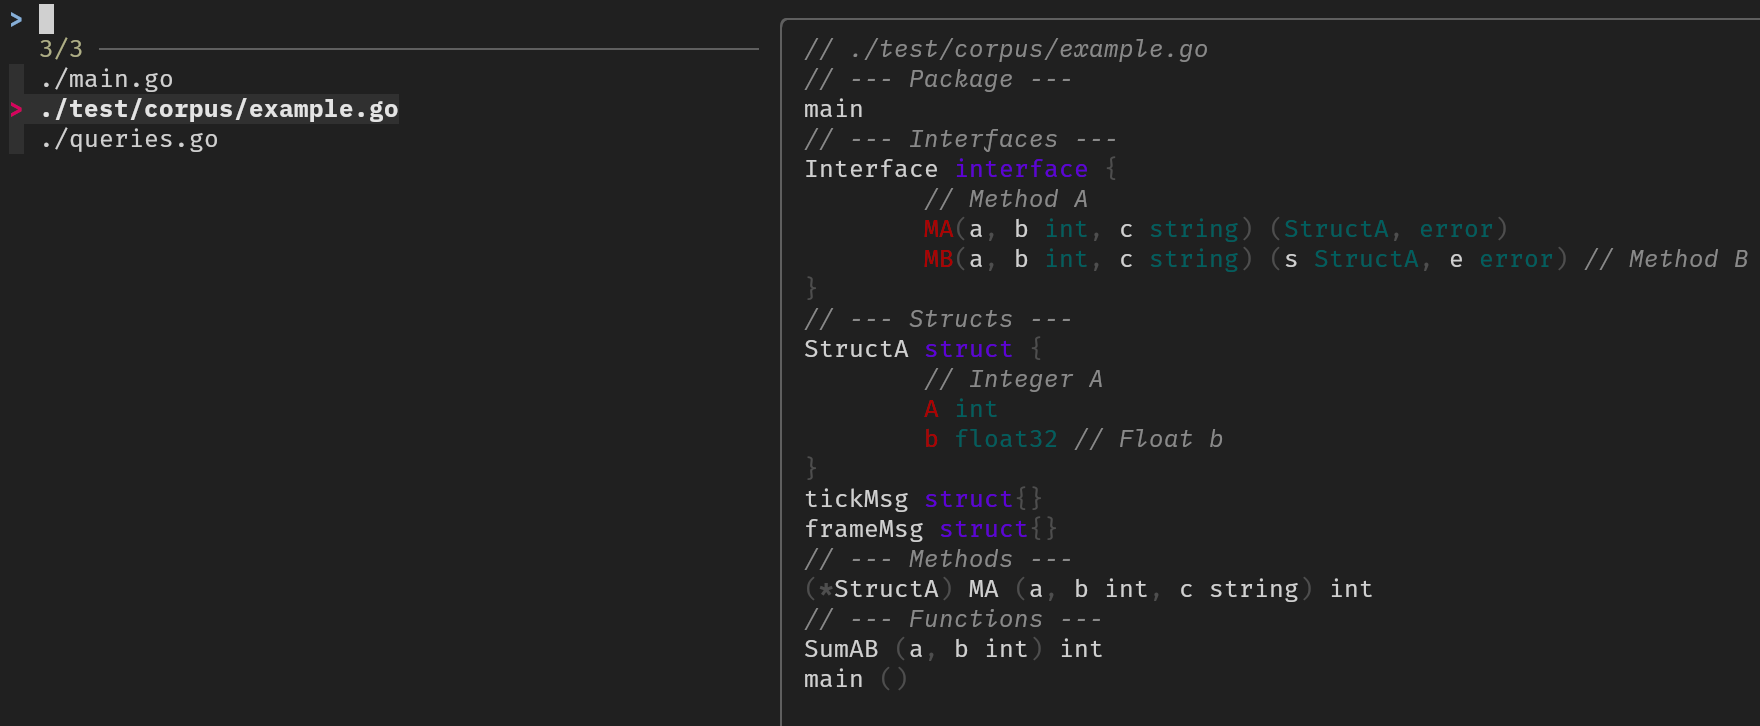 >
3/3
./main.go
> ./test/corpus/example.go
./queries.go
// ./test/corpus/example.go
// --- Package ---
main
// --- Interfaces ---
Interface interface {
// Method A
MA(a, b int, c string) (StructA, error)
MB(a, b int, c string) (s StructA, e error) // Method B
}
// --- Structs ---
StructA struct {
// Integer A
A int
b float32 // Float b
}
tickMsg struct{}
frameMsg struct{}
// --- Methods ---
(*StructA) MA (a, b int, c string) int
// --- Functions ---
SumAB (a, b int) int
main ()